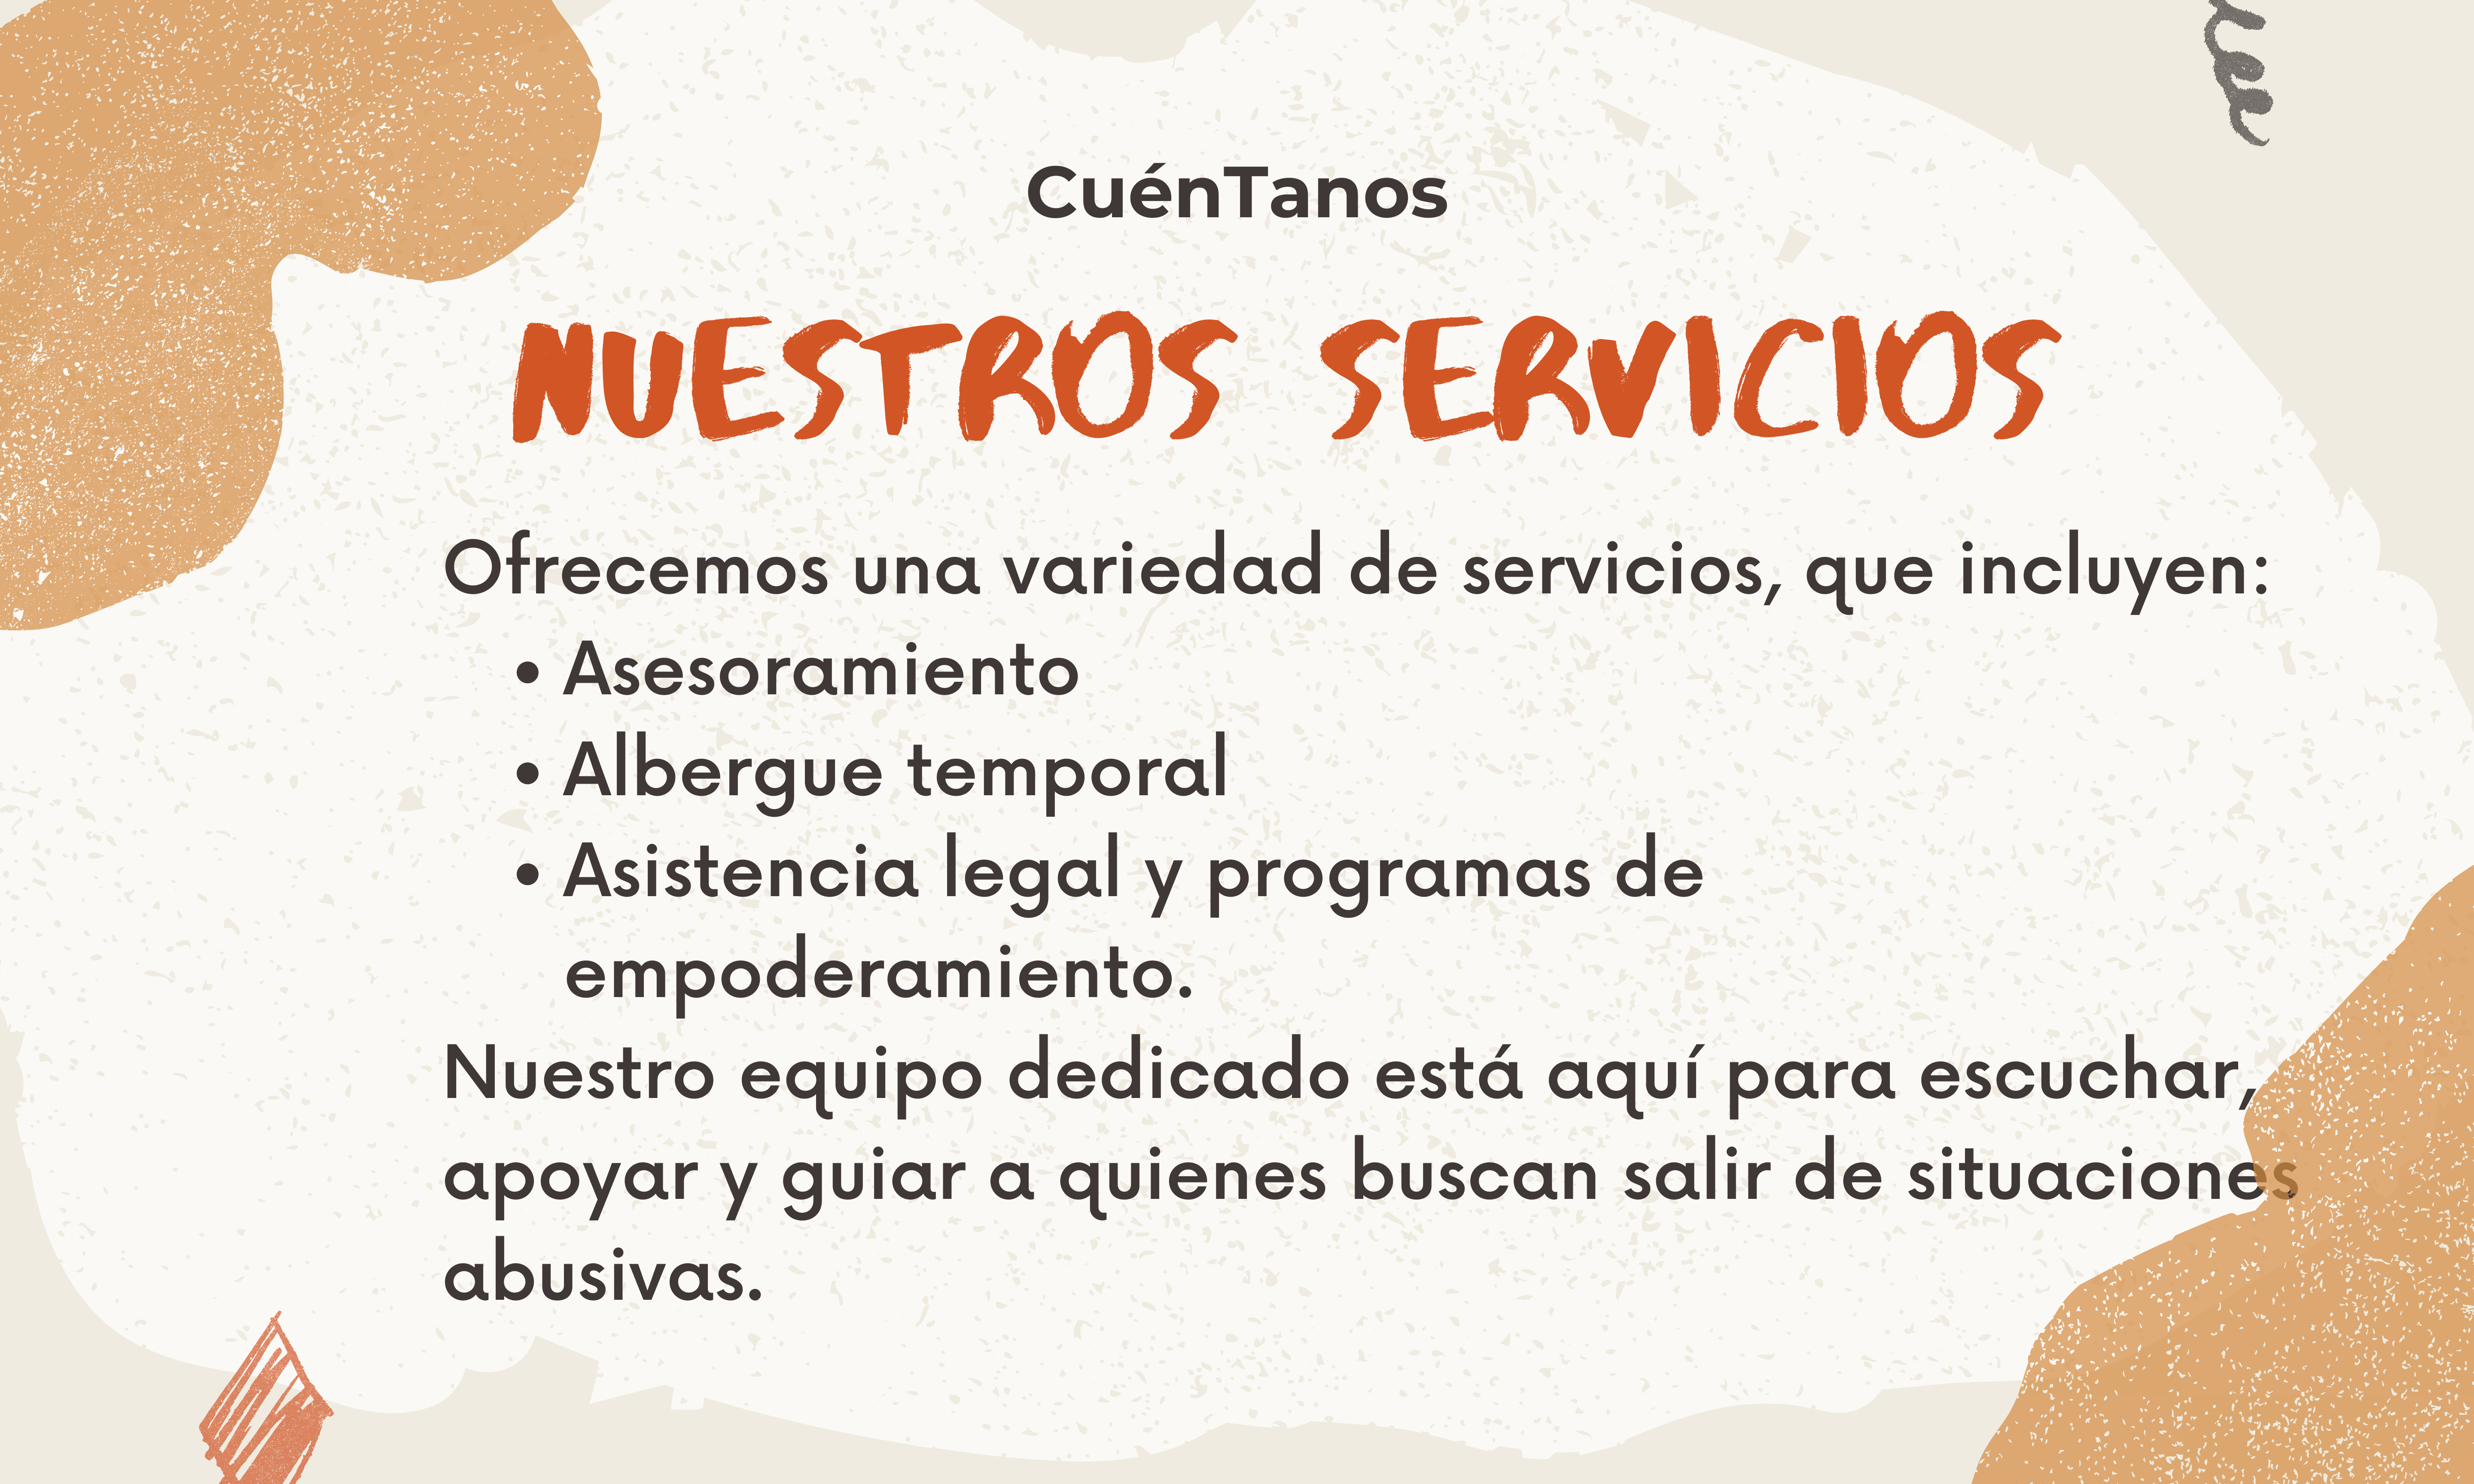 CuénTanos
NUESTROS SERVICIOS
Ofrecemos una variedad de servicios, que incluyen:
• Asesoramiento
• Albergue temporal
• Asistencia legal y programas de
empoderamiento.
Nuestro equipo dedicado está aquí para escuchar,
apoyar y guiar a quienes buscan salir de situaciones
abusivas.